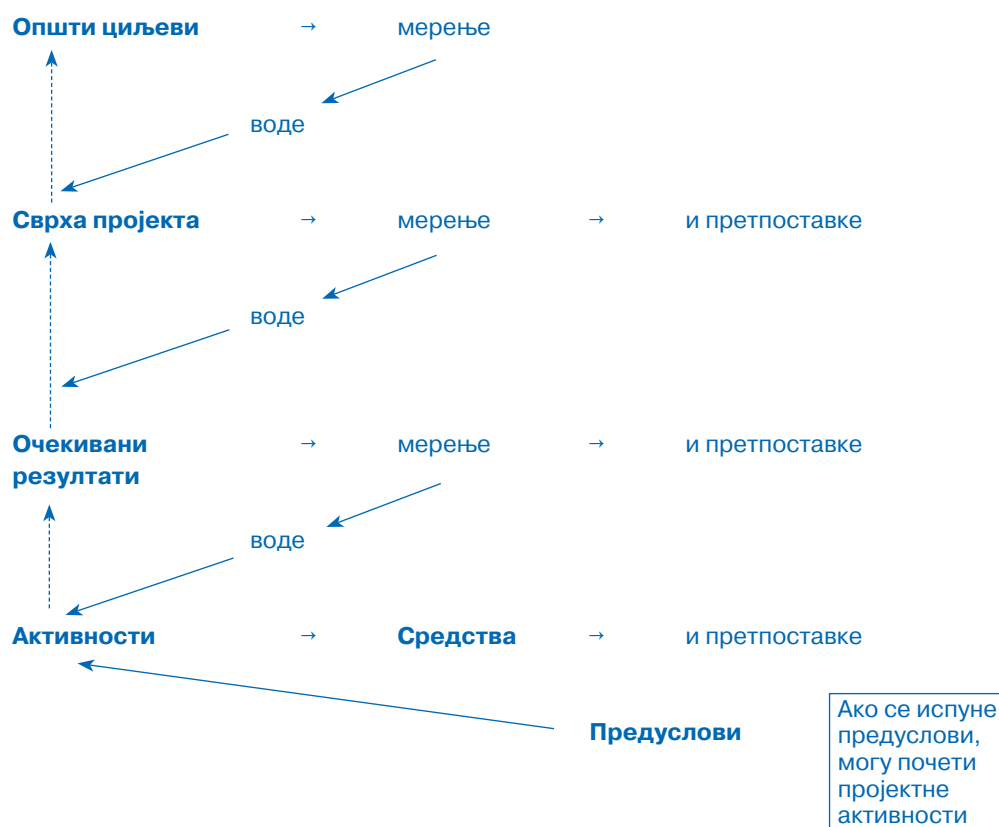 Општи циљеви → мерење
воде
Сврха пројекта → мерење → и претпоставке
воде
Очекивани → мерење → и претпоставке
резултати
воде
Активности → Средства → и претпоставке
Предуслови
Ако се испуне
предуслови,
могу почети
пројектне
активности